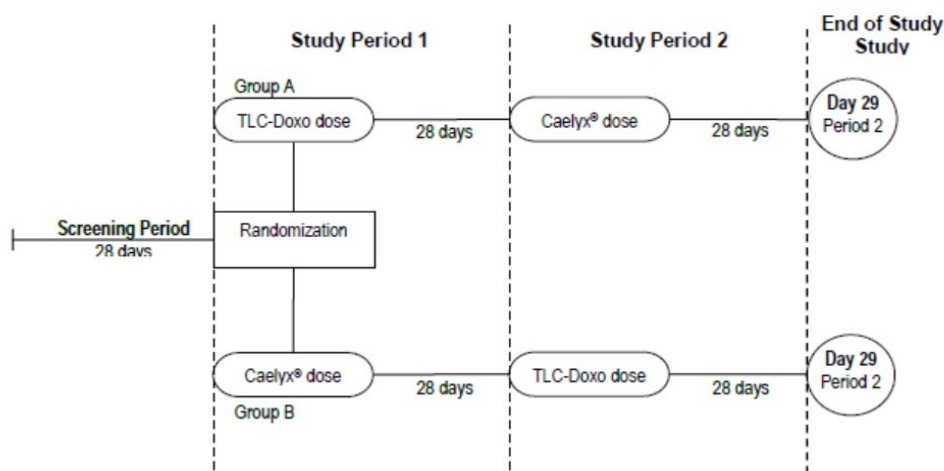 Study Period 1
Study Period 2
End of Study
Study
Group A
TLC-Doxo dose
28 days
Caelyx® dose
28 days
Day 29
Period 2
Screening Period
28 days
Randomization
Caelyx® dose
28 days
TLC-Doxo dose
28 days
Day 29
Period 2
Group B